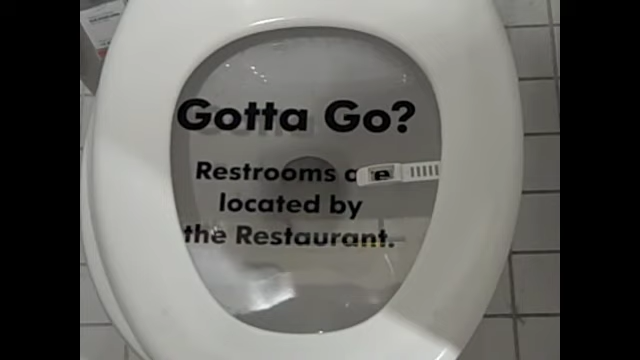 Gotta Go?
Restrooms a e
located by
the Restaurant.